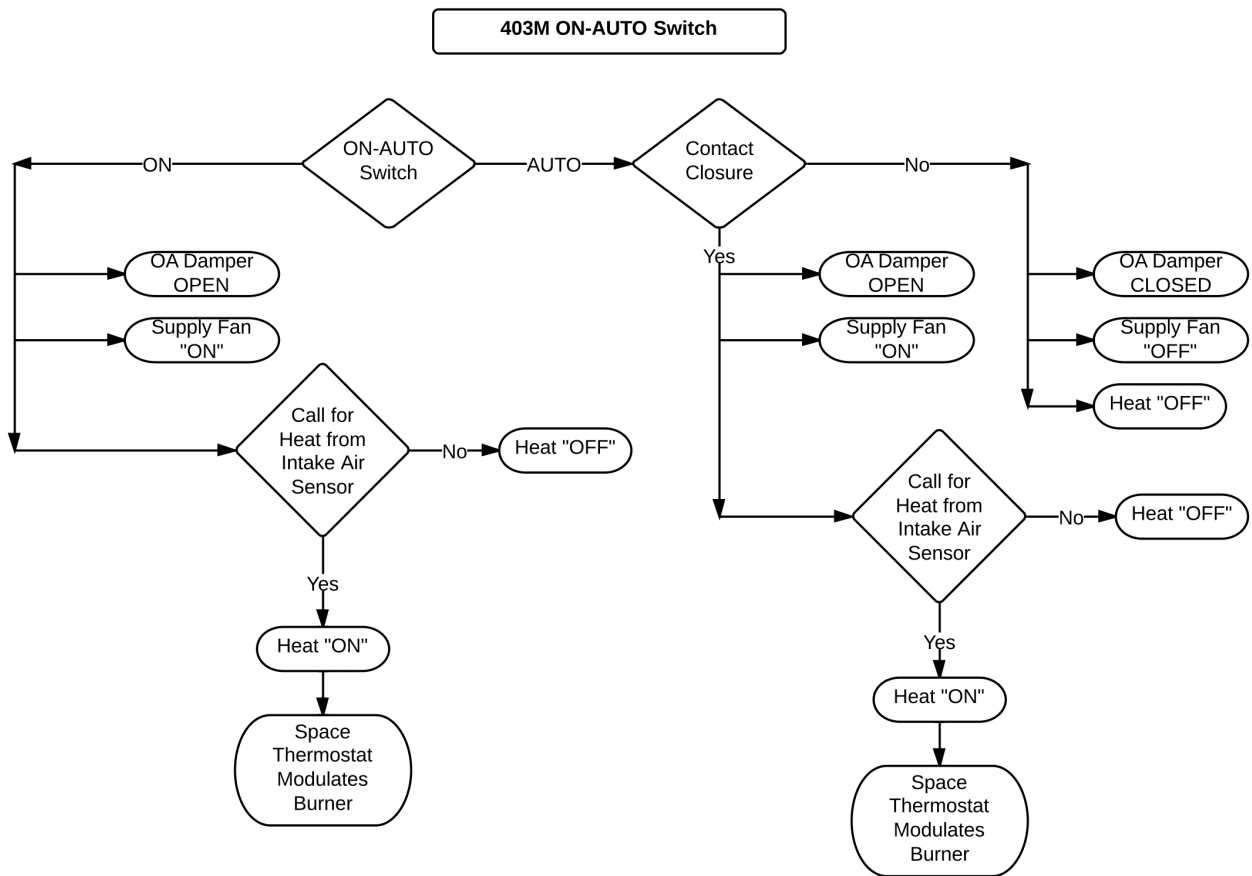 403M ON-AUTO Switch
ON
ON-AUTO
Switch
AUTO
Contact
Closure
No
Yes
OA Damper
OPEN
OA Damper
OPEN
OA Damper
CLOSED
Supply Fan
"ON"
Supply Fan
"ON"
Supply Fan
"OFF"
Heat "OFF"
Call for
Heat from
Intake Air
Sensor
No
Heat "OFF"
Call for
Heat from
Intake Air
Sensor
No
Heat "OFF"
Yes
Heat "ON"
Space
Thermostat
Modulates
Burner
Yes
Heat "ON"
Space
Thermostat
Modulates
Burner